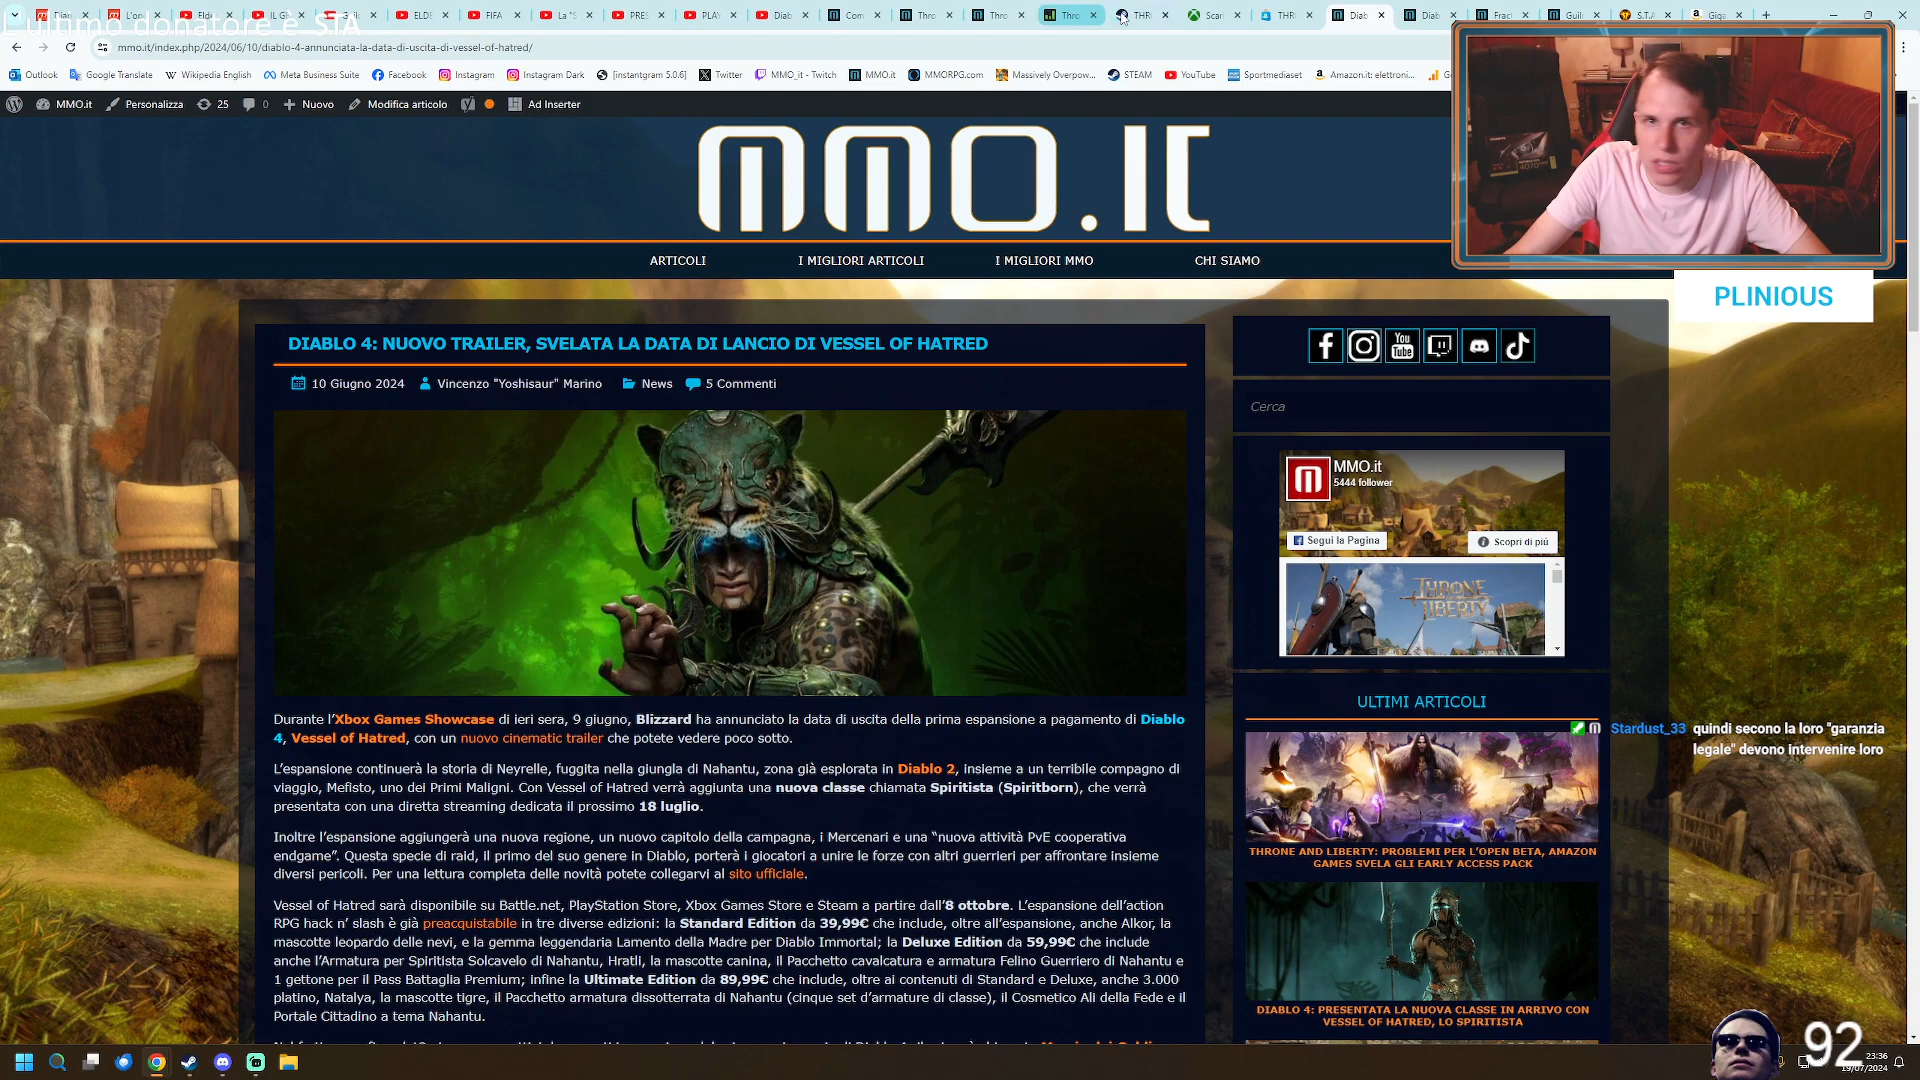 L'ultimo donatore è STA
mmo.it/index.php/2024/06/10/diablo-4-annunciata-la-data-di-uscita-di-vessel-of-hatred/
Outlook Google Translate Wikipedia English Meta Business Suite Facebook Instagram Instagram Dark [instantgram 5.0.6] Twitter MMO_it - Twitch MMO.it MMORPG.com Massively Overpow... STEAM YouTube Sportmediaset Amazon.it: elettroni...
MMO.it Personalizza 25 0 Nuovo Modifica articolo Ad Inserter
MMO.IT
ARTICOLI I MIGLIORI ARTICOLI I MIGLIORI MMO CHI SIAMO
PLINIOUS
DIABLO 4: NUOVO TRAILER, SVELATA LA DATA DI LANCIO DI VESSEL OF HATRED
10 Giugno 2024 Vincenzo "Yoshisaur" Marino News 5 Commenti
Durante l'Xbox Games Showcase di ieri sera, 9 giugno, Blizzard ha annunciato la data di uscita della prima espansione a pagamento di Diablo
4, Vessel of Hatred, con un nuovo cinematic trailer che potete vedere poco sotto.
L'espansione continuerà la storia di Neyrelle, fuggita nella giungla di Nahantu, zona già esplorata in Diablo 2, insieme a un terribile compagno di
viaggio, Mefisto, uno dei Primi Maligni. Con Vessel of Hatred verrà aggiunta una nuova classe chiamata Spiritista (Spiritborn), che verrà
presentata con una diretta streaming dedicata il prossimo 18 luglio.
Inoltre l'espansione aggiungerà una nuova regione, un nuovo capitolo della campagna, i Mercenari e una “nuova attività PvE cooperativa
endgame”. Questa specie di raid, il primo del suo genere in Diablo, porterà i giocatori a unire le forze con altri guerrieri per affrontare insieme
diversi pericoli. Per una lettura completa delle novità potete collegarvi al sito ufficiale.
Vessel of Hatred sarà disponibile su Battle.net, PlayStation Store, Xbox Games Store e Steam a partire dall'8 ottobre. L'espansione dell'action
RPG hack n' slash è già preacquistabile in tre diverse edizioni: la Standard Edition da 39,99€ che include, oltre all'espansione, anche Alkor, la
mascotte leopardo delle nevi, e la gemma leggendaria Lamento della Madre per Diablo Immortal; la Deluxe Edition da 59,99€ che include
anche l'Armatura per Spiritista Solcavelo di Nahantu, Hratli, la mascotte canina, il Pacchetto cavalcatura e armatura Felino Guerriero di Nahantu e
1 gettone per il Pass Battaglia Premium; infine la Ultimate Edition da 89,99€ che include, oltre ai contenuti di Standard e Deluxe, anche 3.000
platino, Natalya, la mascotte tigre, il Pacchetto armatura dissotterrata di Nahantu (cinque set d'armature di classe), il Cosmetico Ali della Fede e il
Portale Cittadino a tema Nahantu.
You
Tube
Cerca
MMO.it
5444 follower
Segui la Pagina Scopri di più
THRONE
LIBERTY
ULTIMI ARTICOLI
Stardust_33 quindi secono la loro "garanzia
legale" devono intervenire loro
THRONE AND LIBERTY: PROBLEMI PER L'OPEN BETA, AMAZON
GAMES SVELA GLI EARLY ACCESS PACK
DIABLO 4: PRESENTATA LA NUOVA CLASSE IN ARRIVO CON
VESSEL OF HATRED, LO SPIRITISTA
92
23:36
19/07/2024